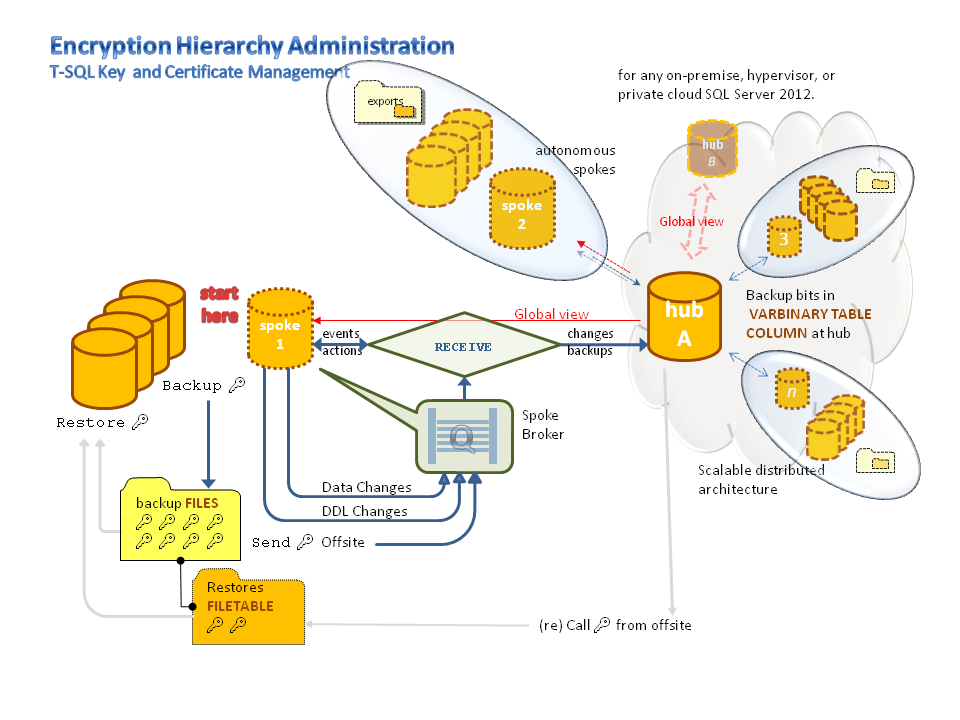 Encryption Hierarchy Administration
T-SQL Key and Certificate Management
for any on-premise, hypervisor, or
private cloud SQL Server 2012.
exports
autonomous
spokes
spoke
2
hub
B
Global view
3
start
here
spoke
1
Global view
events
actions
RECEIVE
changes
backups
hub
A
Backup bits in
VARBINARY TABLE
COLUMN at hub
n
Backup
Restore
Q
Spoke
Broker
Scalable distributed
architecture
Data Changes
DDL Changes
Send Offsite
backup FILES
Restores
FILETABLE
(re) Call from offsite